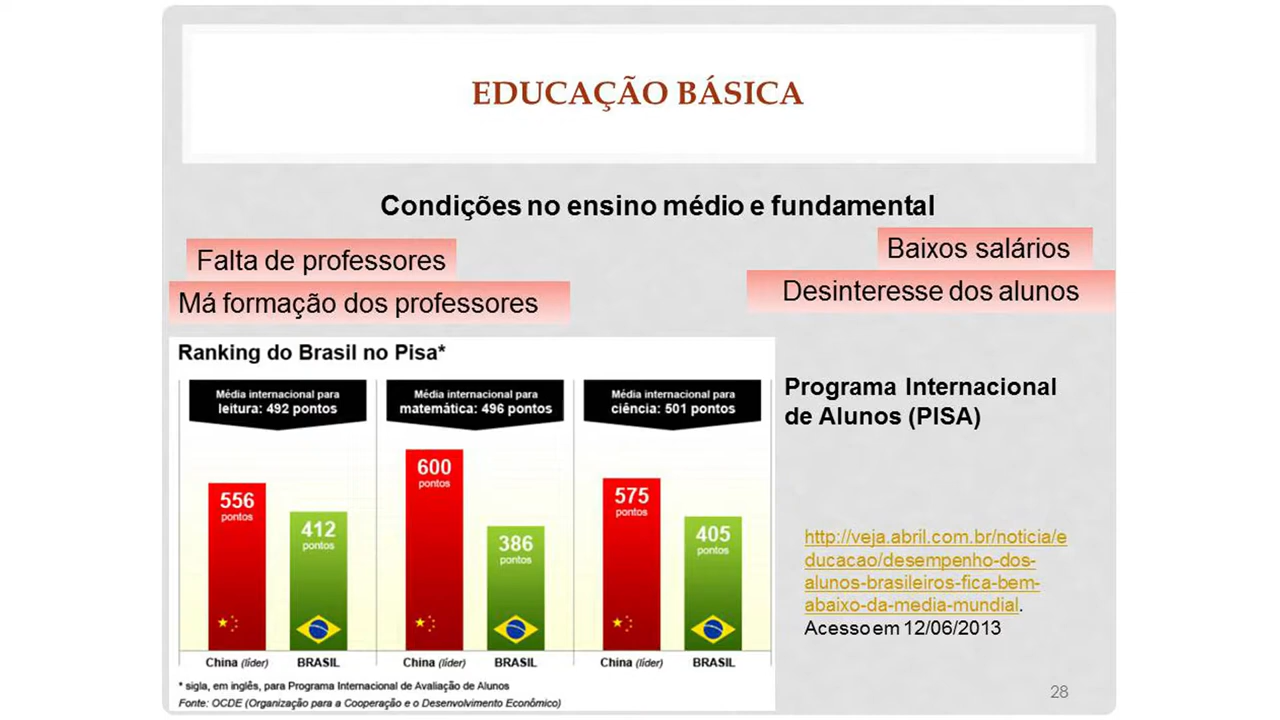 EDUCAÇÃO BÁSICA
Condições no ensino médio e fundamental
Falta de professores
Má formação dos professores
Baixos salários
Desinteresse dos alunos
Ranking do Brasil no Pisa*
Média internacional para
leitura: 492 pontos
Média internacional para
matemática: 496 pontos
Média internacional para
ciência: 501 pontos
556
pontos
412
pontos
600
pontos
386
pontos
575
pontos
405
pontos
China (líder)
BRASIL
China (líder)
BRASIL
China (líder)
BRASIL
* sigla, em inglês, para Programa Internacional de Avaliação de Alunos
Fonte: OCDE (Organização para a Cooperação e o Desenvolvimento Econômico)
Programa Internacional
de Alunos (PISA)
http://veja.abril.com.br/noticia/e
ducacao/desempenho-dos-
alunos-brasileiros-fica-bem-
abaixo-da-media-mundial.
Acesso em 12/06/2013
28